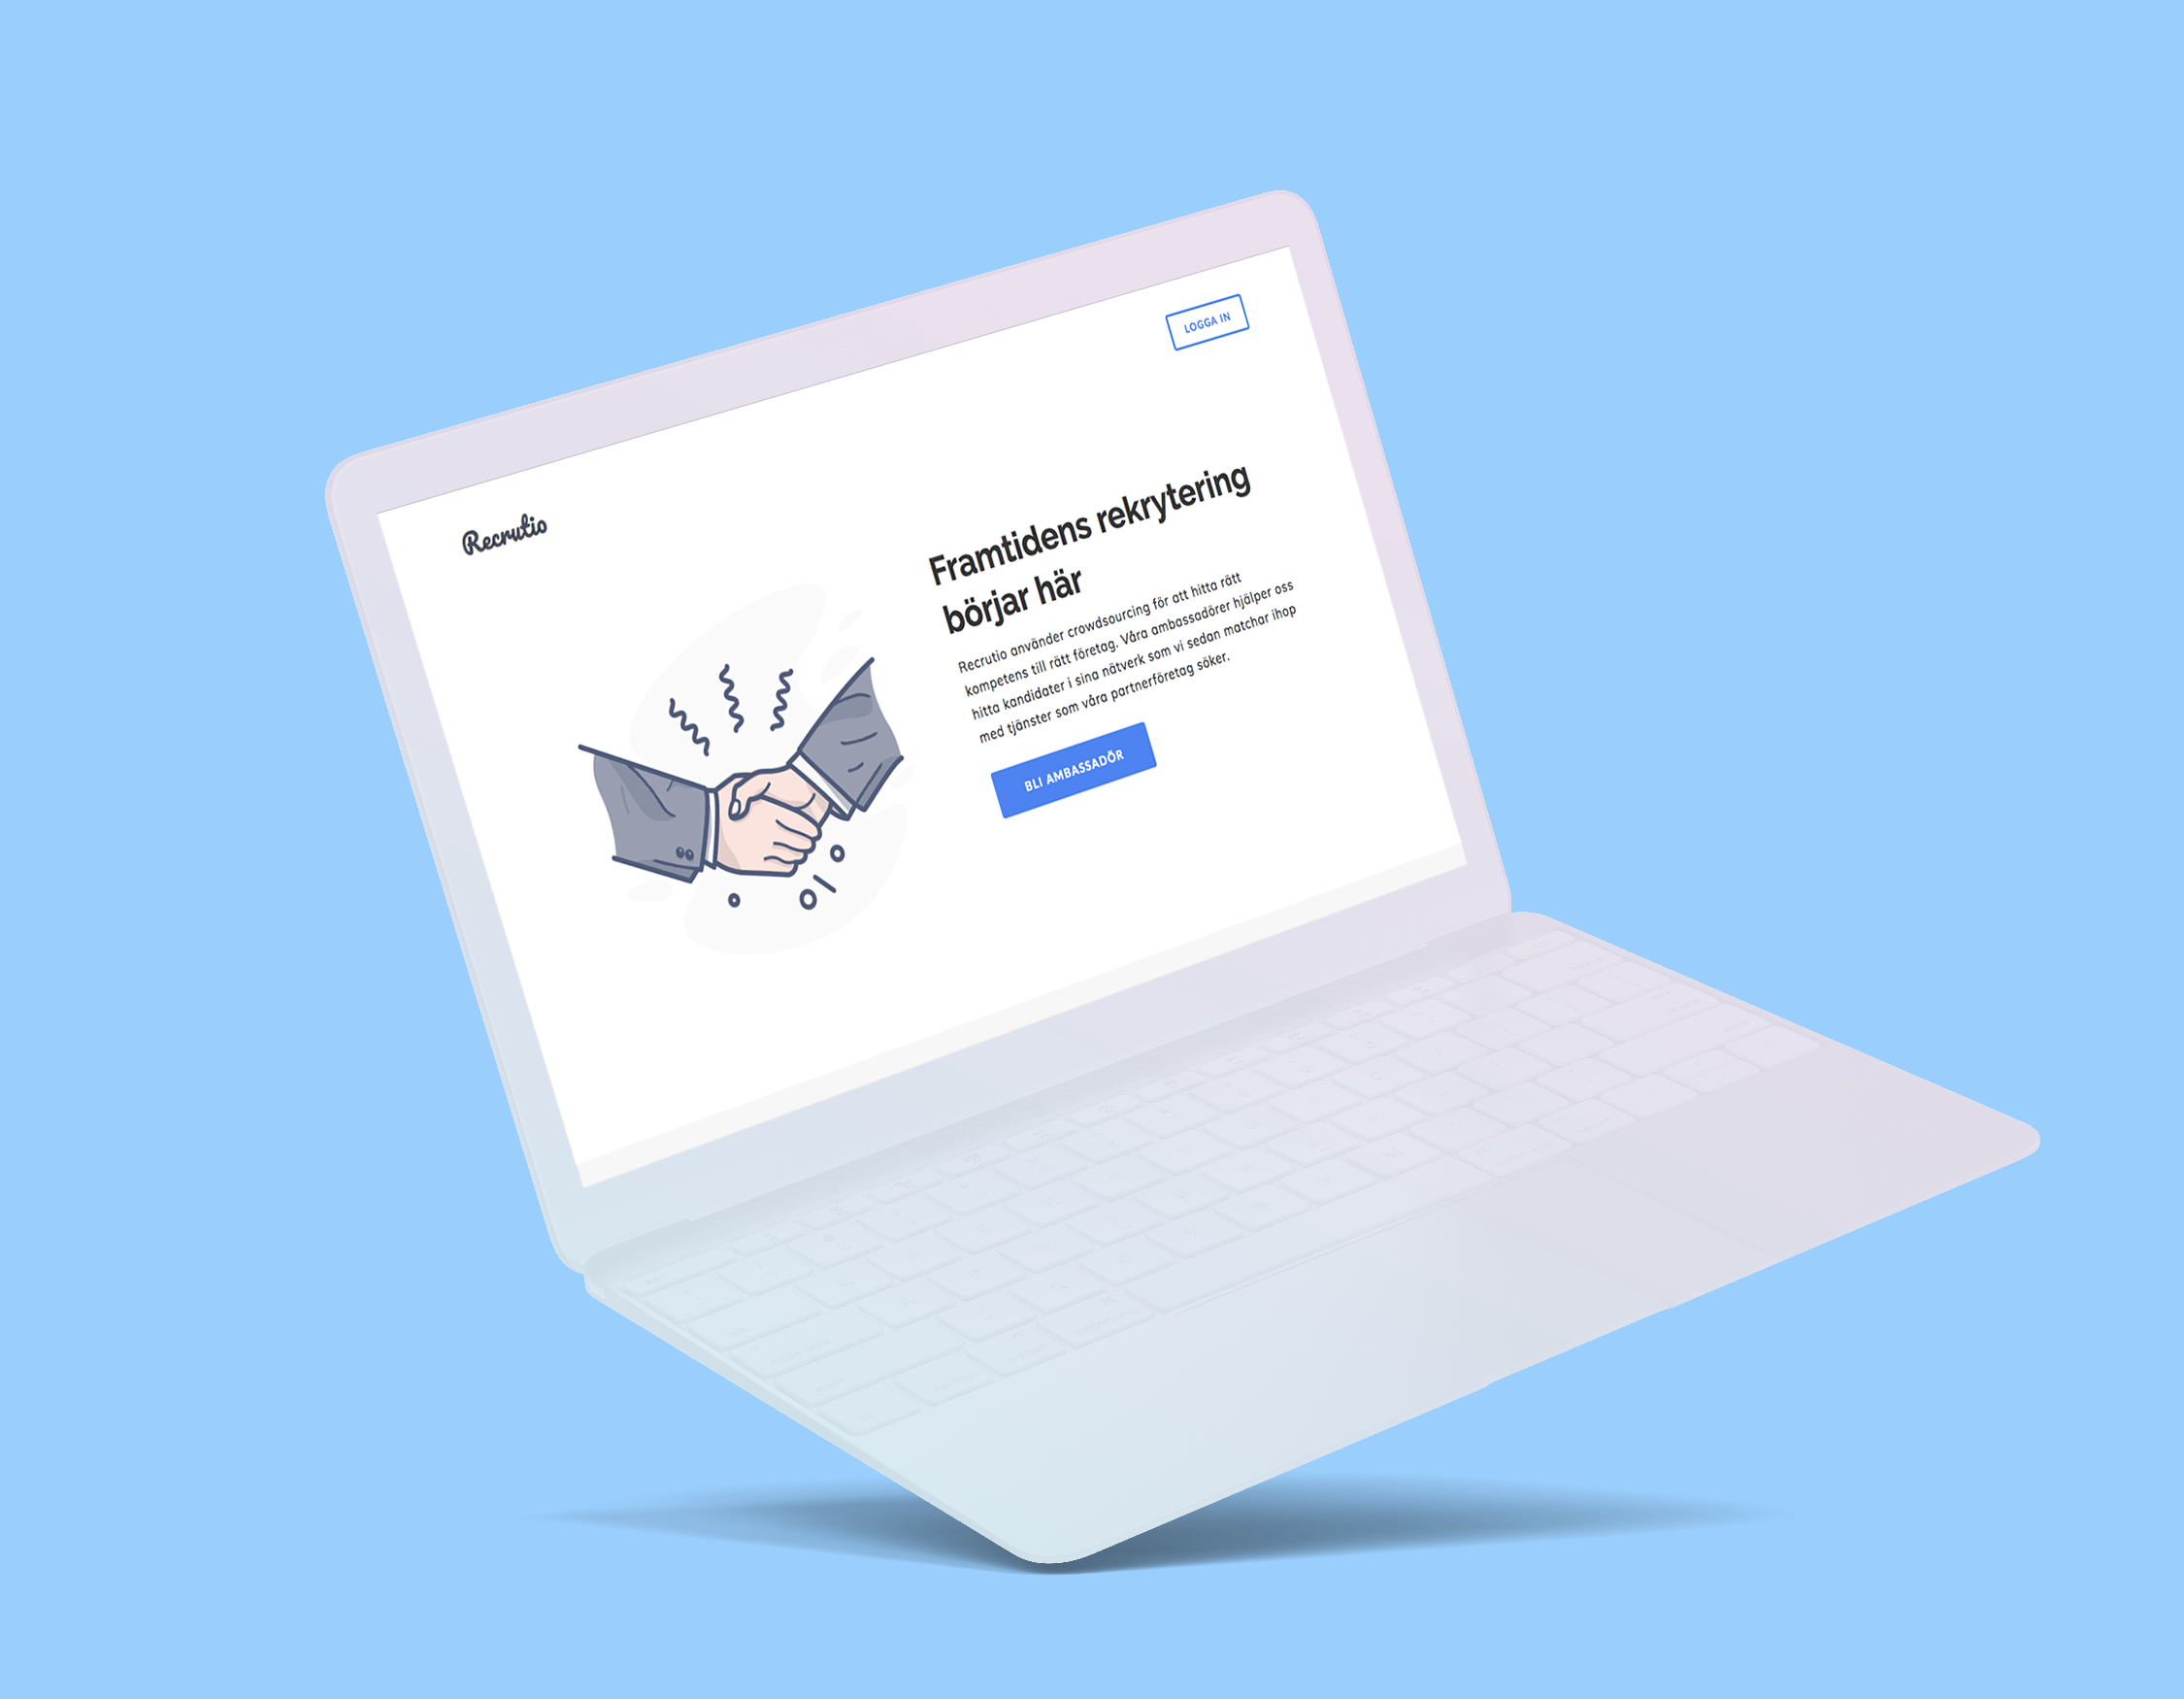 Recrutio
LOGGA IN
Framtidens rekrytering
börjar här
Recrutio använder crowdsourcing för att hitta rätt
kompetens till rätt företag. Våra ambassadörer hjälper oss
hitta kandidater i sina nätverk som vi sedan matchar ihop
med tjänster som våra partnerföretag söker.
BLI AMBASSADÖR